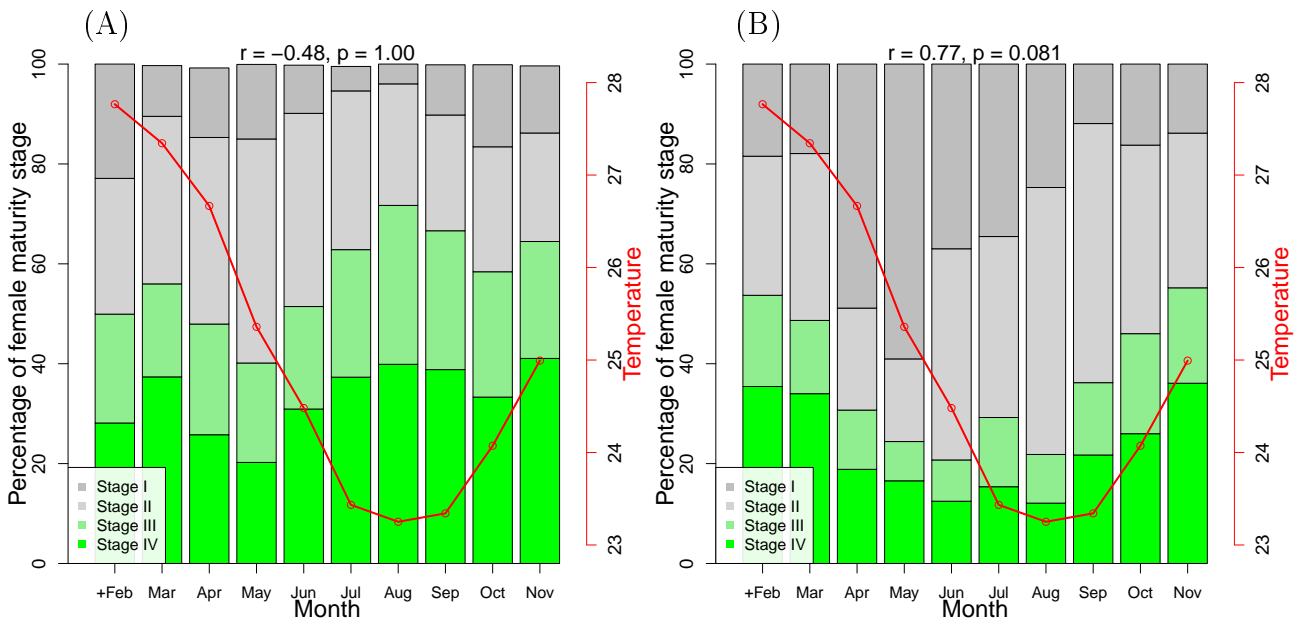 (A)
r = −0.48, p = 1.00
Percentage of female maturity stage
100
80
60
40
20
0
Stage I
Stage II
Stage III
Stage IV
+Feb Mar Apr May Jun Jul Aug Sep Oct Nov
Month
28
27
26
25
24
23
Temperature
(B)
r = 0.77, p = 0.081
Percentage of female maturity stage
100
80
60
40
20
0
Stage I
Stage II
Stage III
Stage IV
+Feb Mar Apr May Jun Jul Aug Sep Oct Nov
Month
28
27
26
25
24
23
Temperature